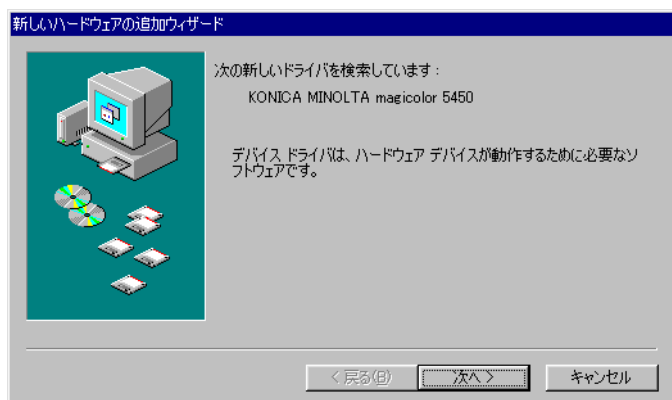 新しいハードウェアの追加ウィザード
次の新しいドライバを検索しています：
KONICA MINOLTA magicolor 5450
デバイス ドライバは、ハードウェア デバイスが動作するために必要なソ
フトウェアです。
< 戻る(B)
次へ >
キャンセル